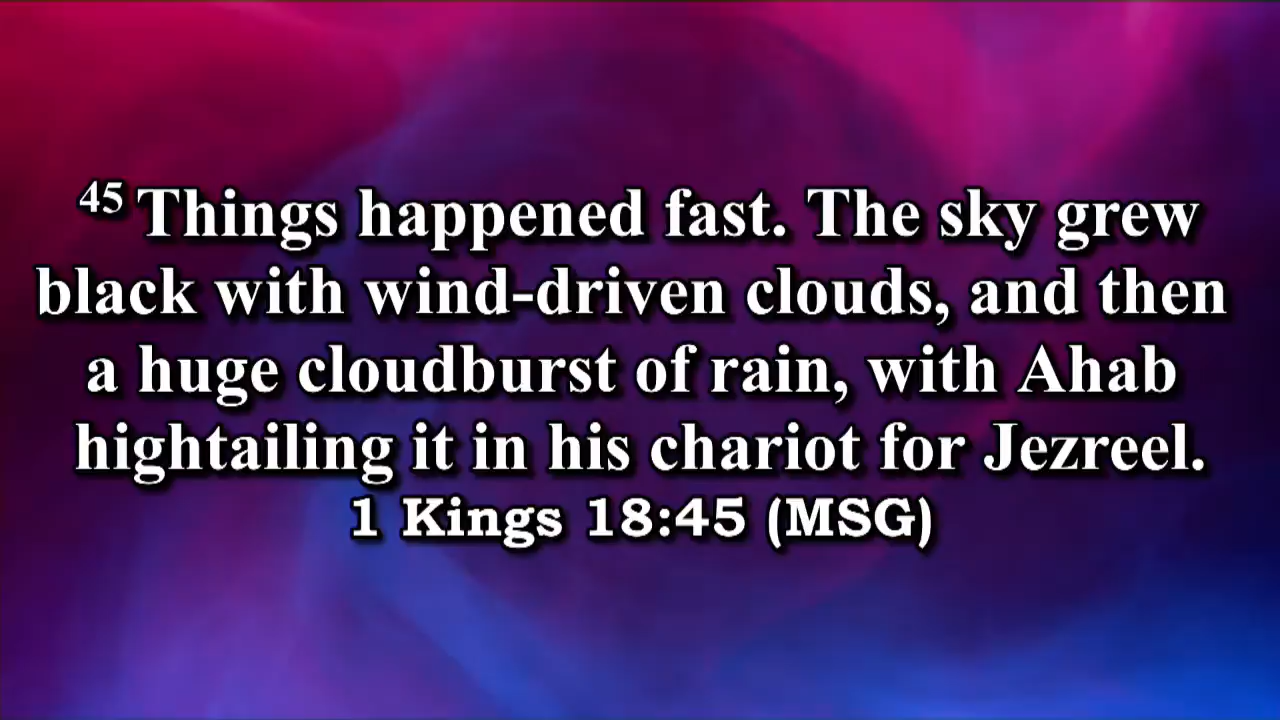 45 Things happened fast. The sky grew
black with wind-driven clouds, and then
a huge cloudburst of rain, with Ahab
hightailing it in his chariot for Jezreel.
1 Kings 18:45 (MSG)